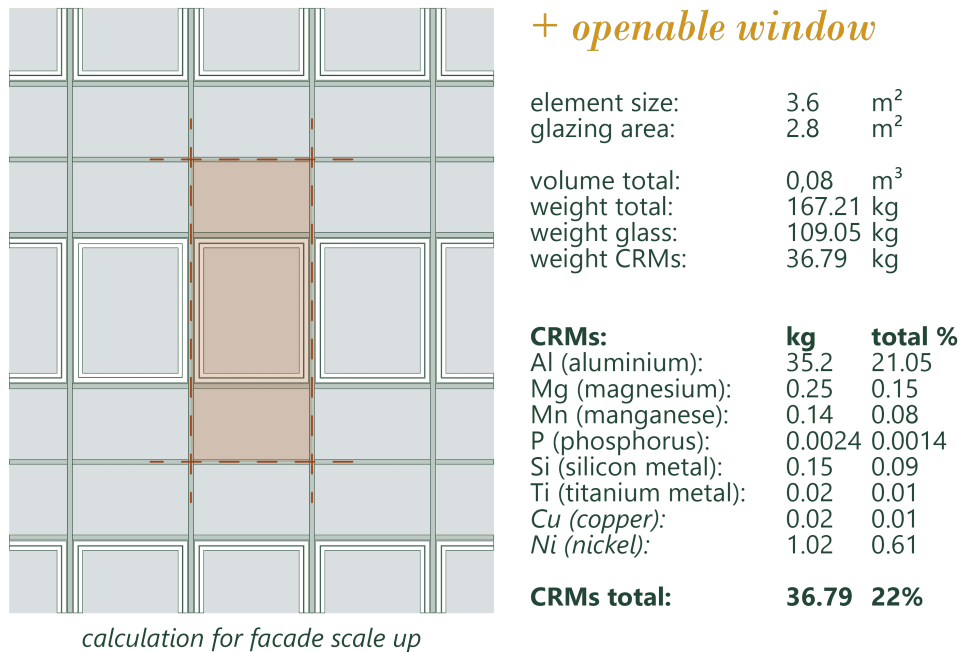 + openable window
element size: 3.6 m²
glazing area: 2.8 m²
volume total: 0,08 m³
weight total: 167.21 kg
weight glass: 109.05 kg
weight CRMs: 36.79 kg
CRMs: kg total %
Al (aluminium): 35.2 21.05
Mg (magnesium): 0.25 0.15
Mn (manganese): 0.14 0.08
P (phosphorus): 0.0024 0.0014
Si (silicon metal): 0.15 0.09
Ti (titanium metal): 0.02 0.01
Cu (copper): 0.02 0.01
Ni (nickel): 1.02 0.61
CRMs total: 36.79 22%
calculation for facade scale up